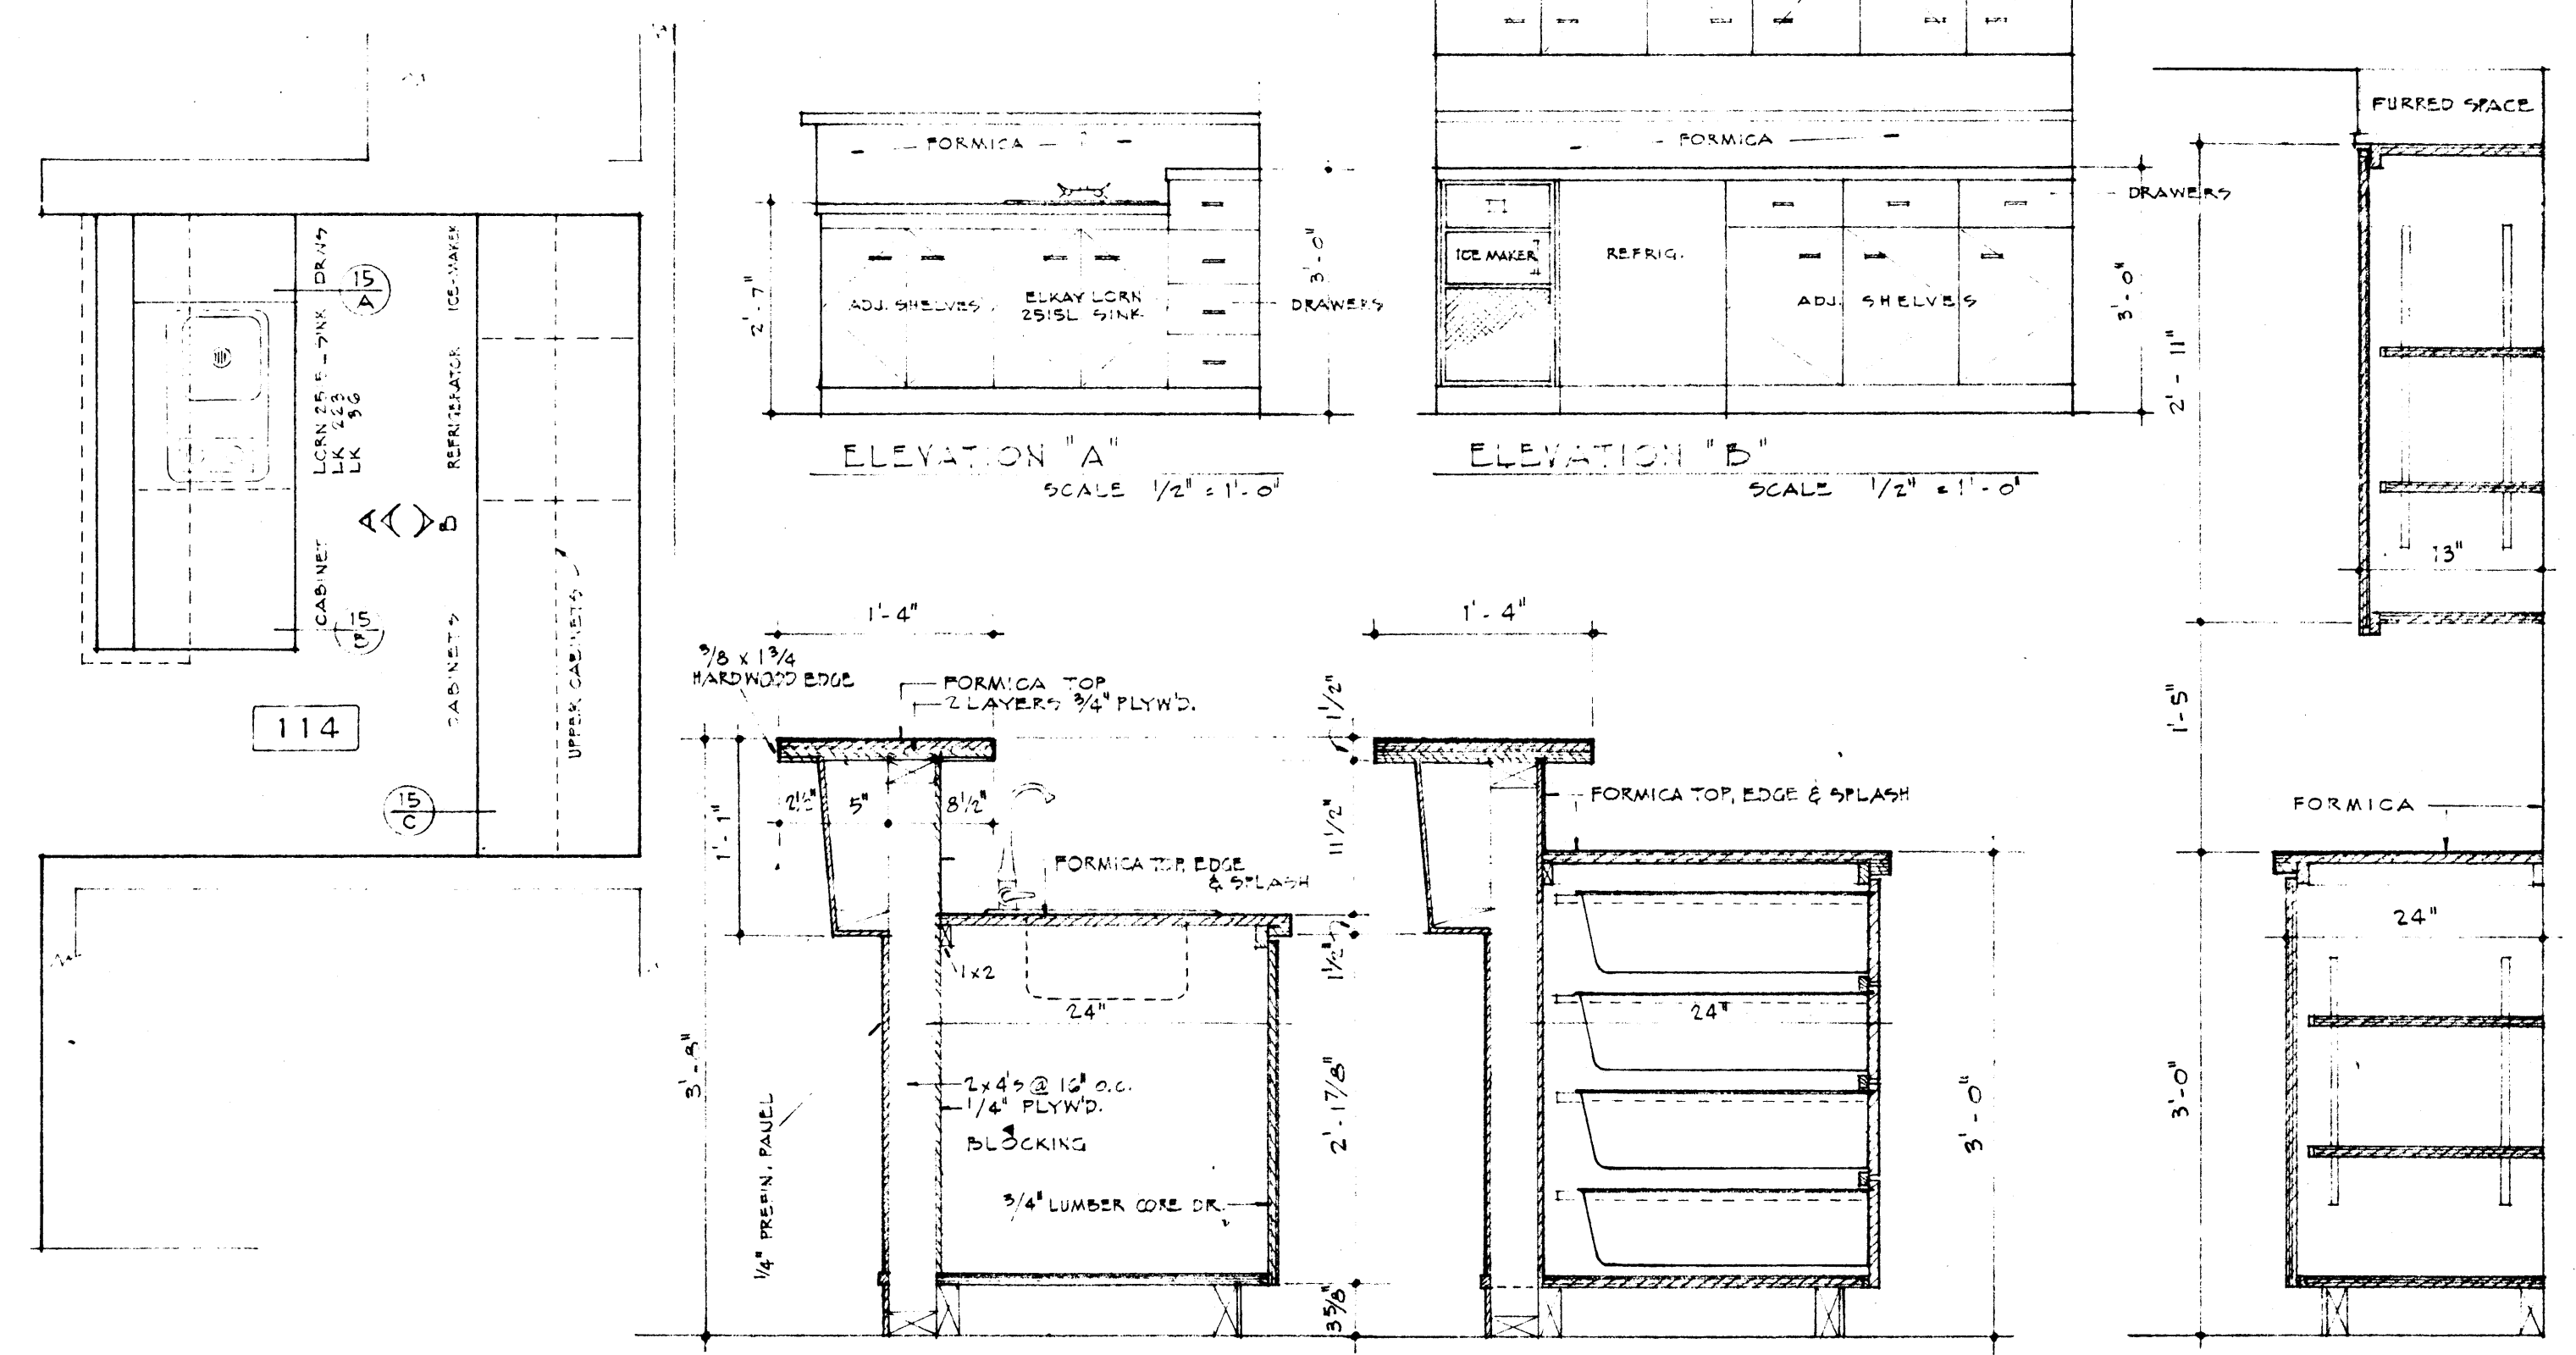 FORMICA
2'-7"
ADJ. SHELVES
ELKAY LCRN
2515L SINK
3'-0"
DRAWERS
ELEVATION "A"
SCALE 1/2" = 1'-0"
FORMICA
DRAWERS
ICE MAKER
REFRIG.
ADJ. SHELVES
3'-0"
ELEVATION "B"
SCALE 1/2" = 1'-0"
FURRED SPACE
2'-11"
13"
1'-5"
FORMICA
24"
3'-0"
DRWS
15
A
SINK
LK 223
LK 36
CABINET
15
B
A
B
ICE-MAKER
REFRIGERATOR
CABINETS
UPPER CABINETS
114
15
C
1'-4"
3/8 x 1 3/4
HARDWOOD EDGE
FORMICA TOP
2 LAYERS 3/4" PLYW'D.
2 1/2"
5"
8 1/2"
1'-1"
3'-8"
FORMICA TOP, EDGE
& SPLASH
1x2
24"
2x4's @ 16" O.C.
1/4" PLYW'D.
BLOCKING
3/4" LUMBER CORE DR.
1/4" PREFIN. PANEL
1'-4"
1 1/2"
11 1/2"
1 1/2"
2'-1 7/8"
3 5/8"
FORMICA TOP, EDGE & SPLASH
24"
3'-0"